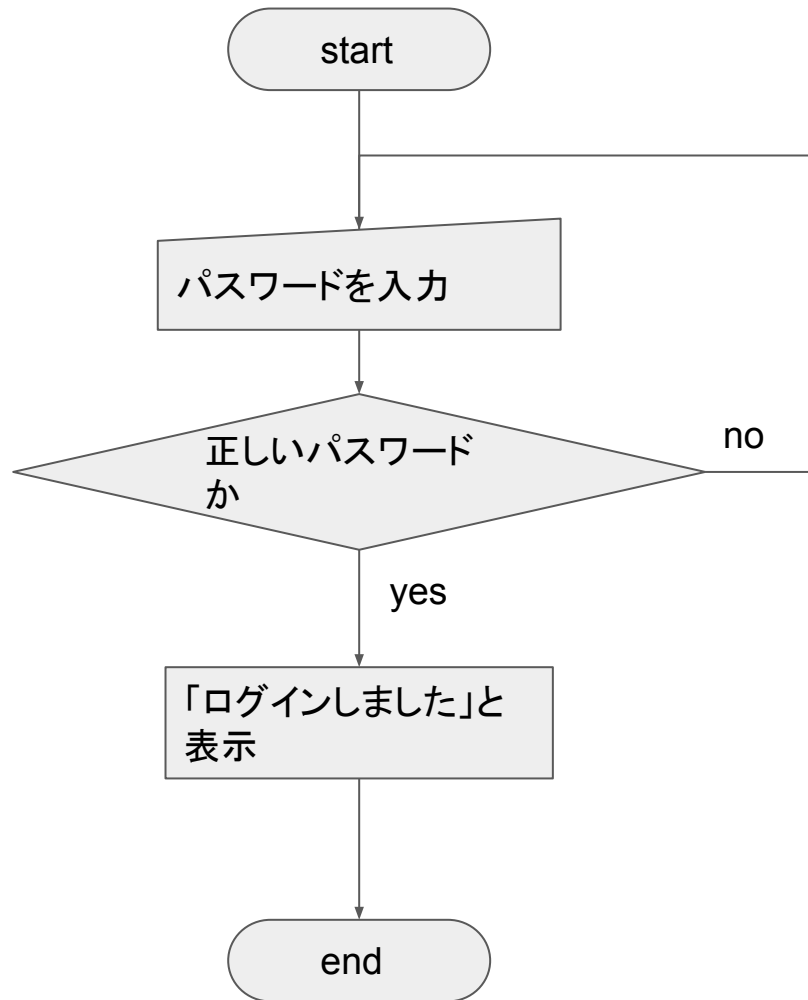 start
パスワードを入力
正しいパスワード
か
no
yes
「ログインしました」と
表示
end